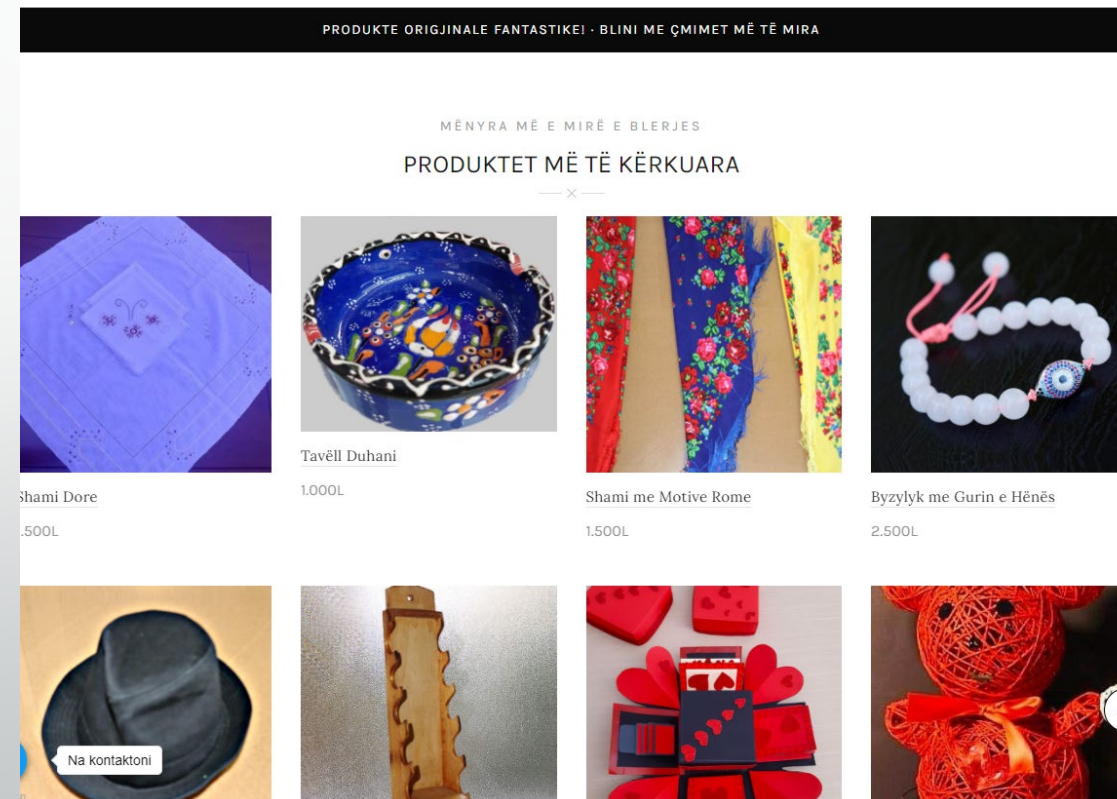 PRODUKTE ORIGJINALE FANTASTIKE! · BLINI ME ÇMIMET MË TË MIRA
MËNYRA MË E MIRË E BLERJES
PRODUKTET MË TË KËRKUARA
Shami Dore
.500L
Tavëll Duhani
1.000L
Shami me Motive Rome
1.500L
Byzylyk me Gurin e Hënës
2.500L
Na kontaktoni